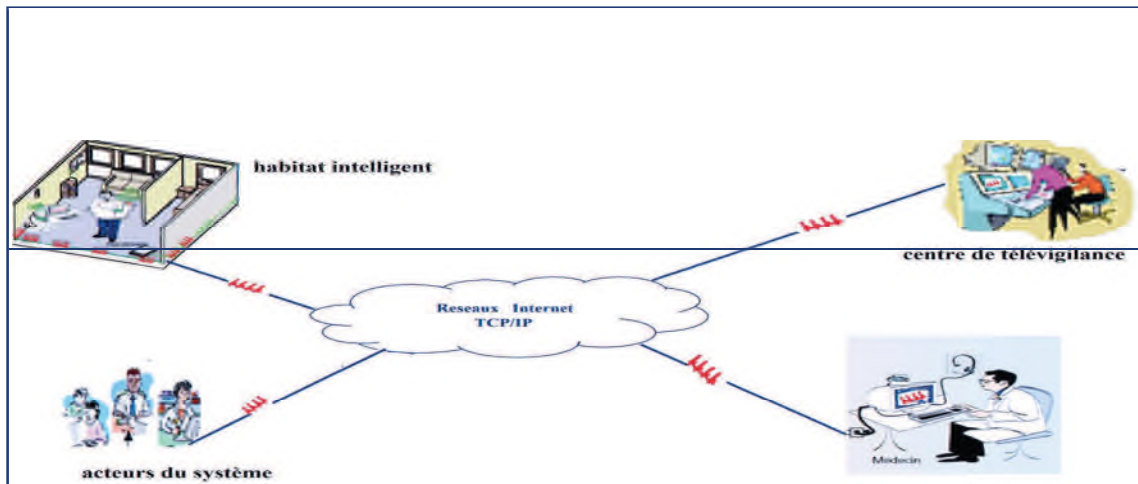 habitat intelligent
centre de télévigilance
Reseaux Internet
TCP/IP
Médecin
acteurs du système